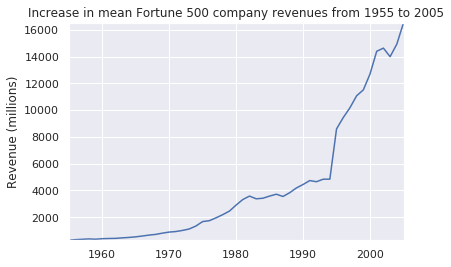 Increase in mean Fortune 500 company revenues from 1955 to 2005
Revenue (millions)
16000
14000
12000
10000
8000
6000
4000
2000
1960 1970 1980 1990 2000